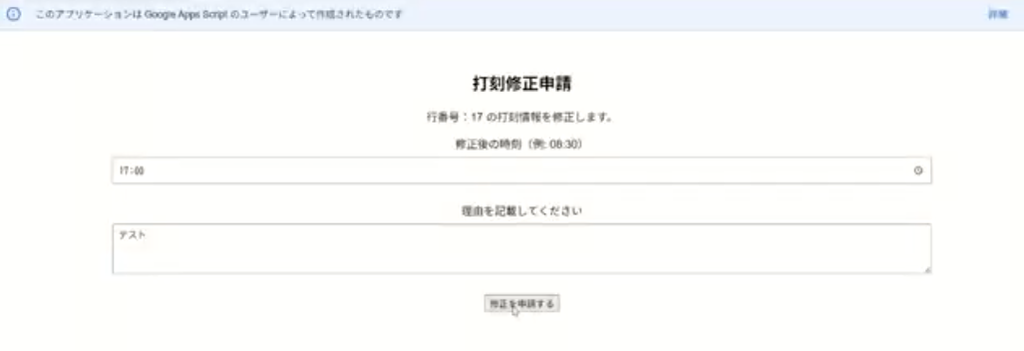 このアプリケーションは Google Apps Script のユーザーによって作成されたものです
詳細
打刻修正申請
行番号：17 の打刻情報を修正します。
修正後の時刻（例: 08:30）
17:00
理由を記載してください
テスト
修正を申請する